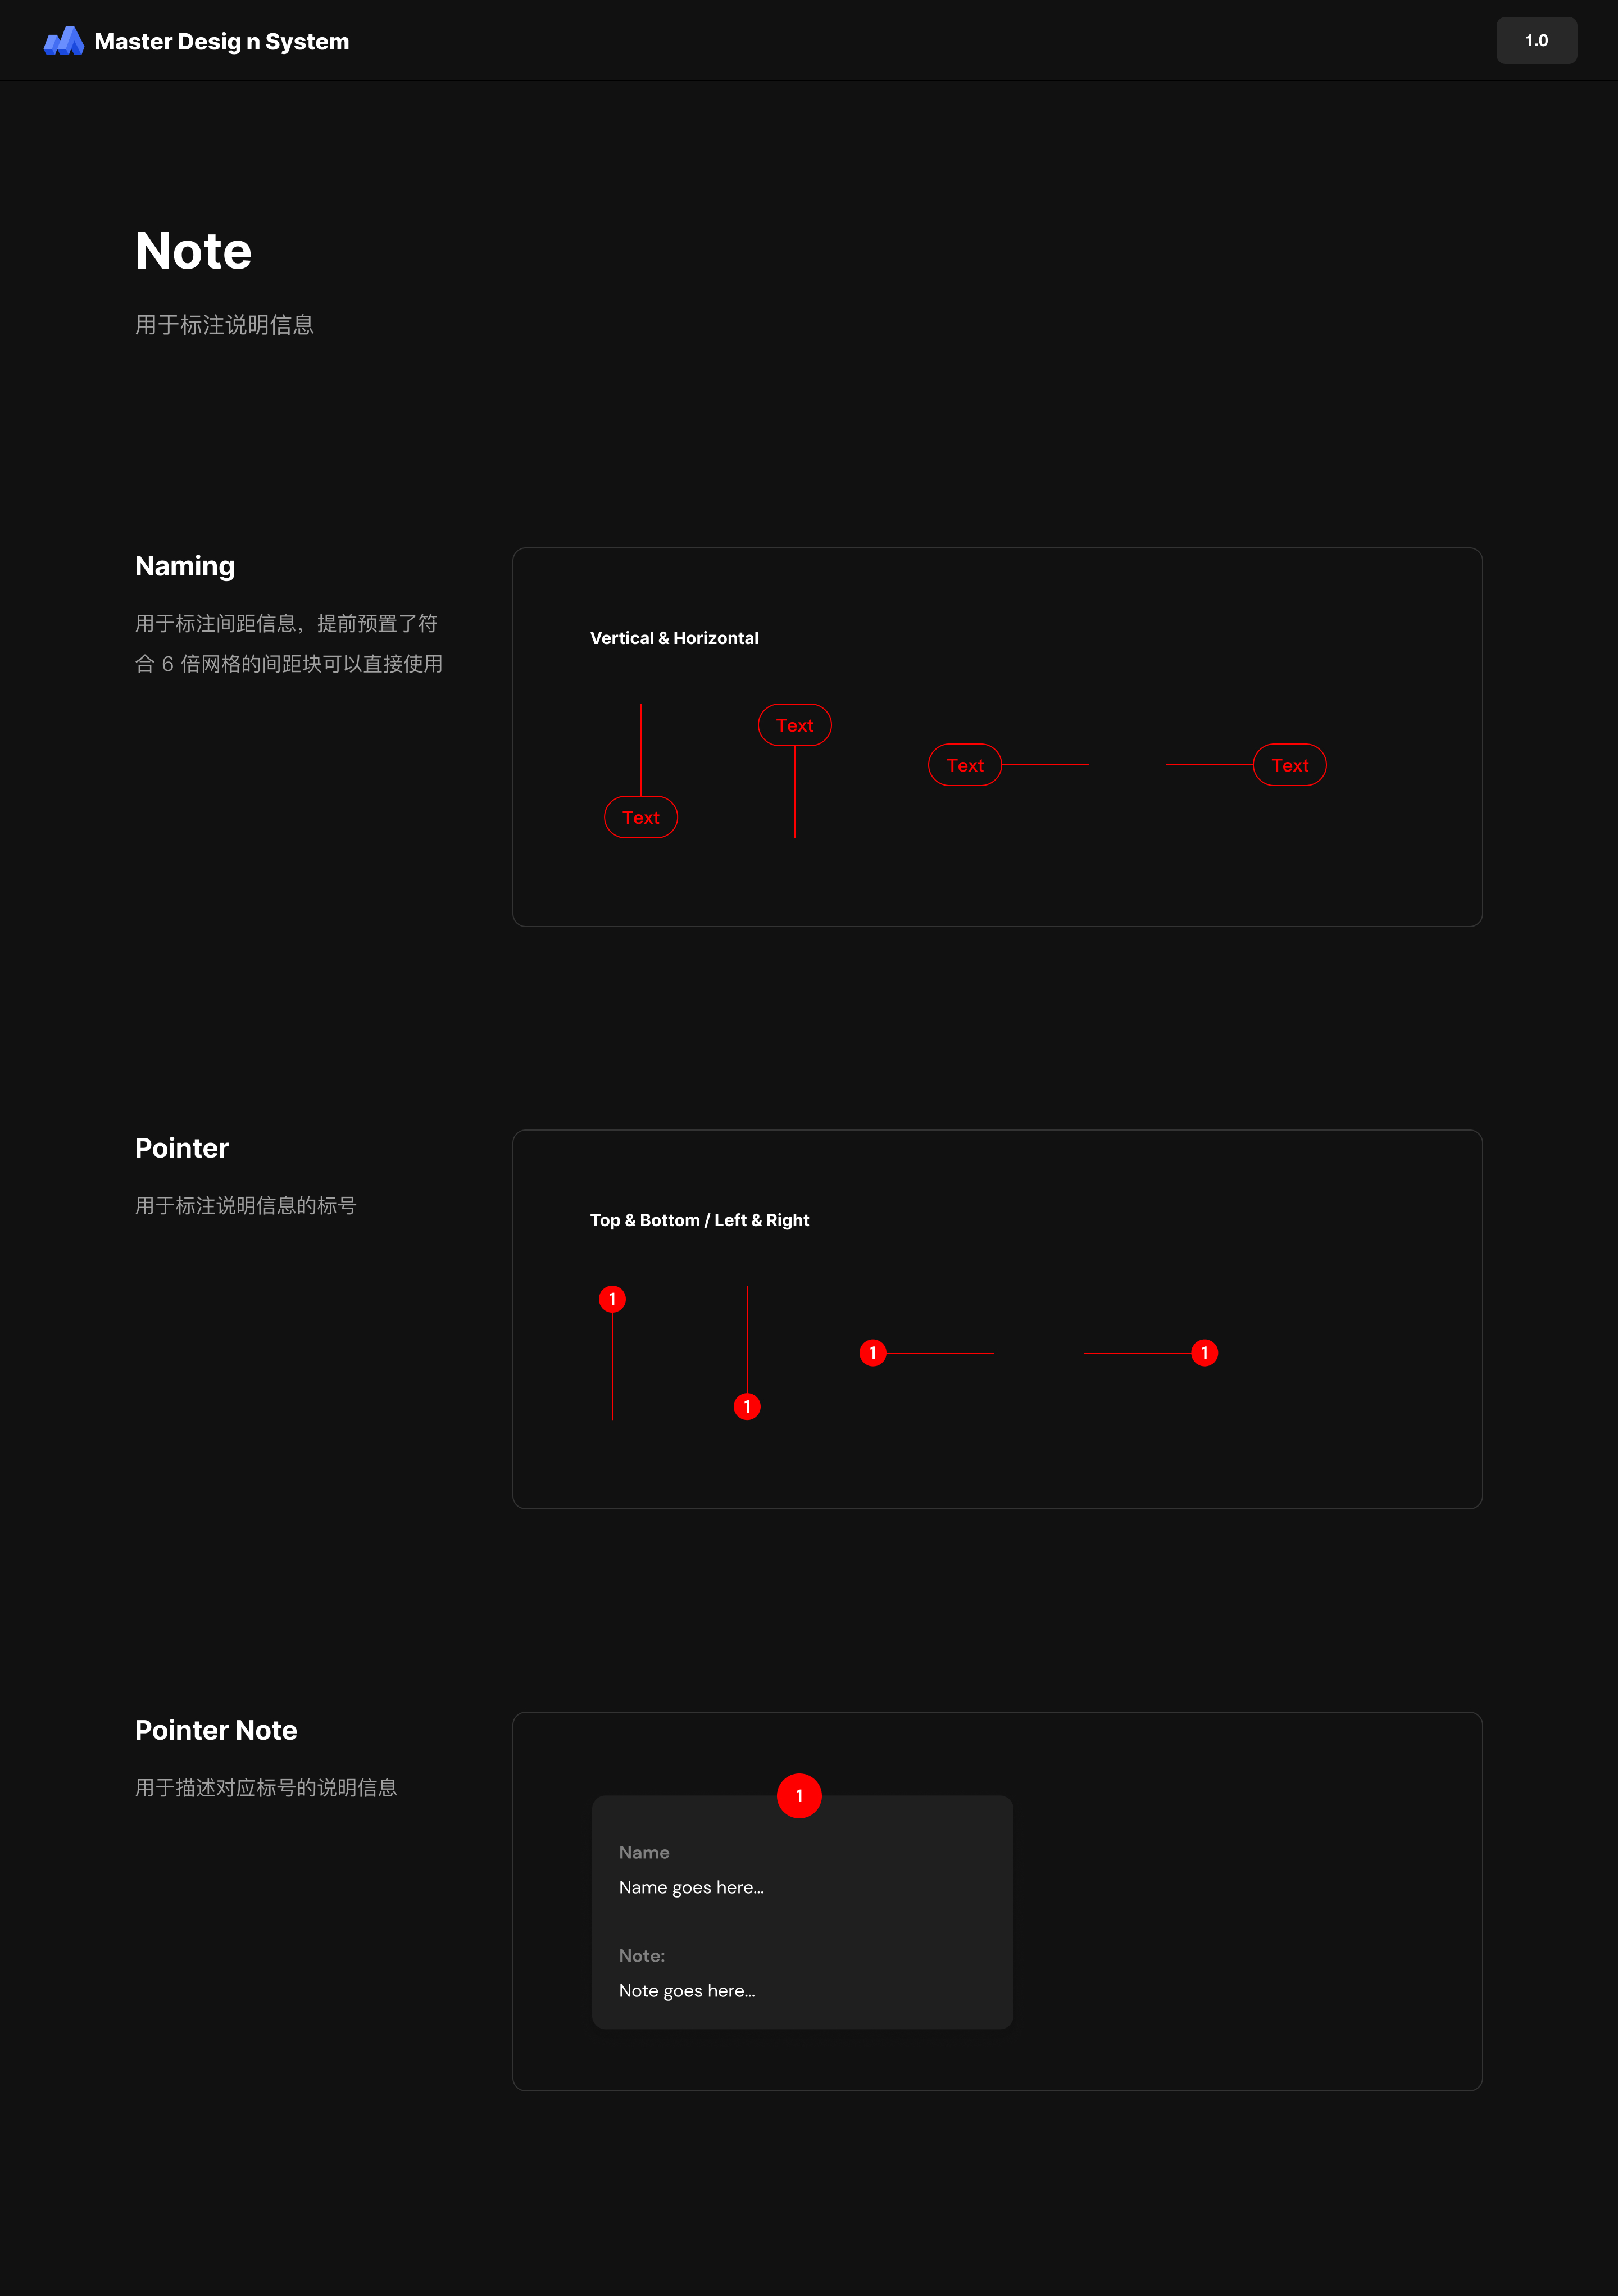 Master Desig n System
1.0
Note
用于标注说明信息
Naming
用于标注间距信息，提前预置了符
合 6 倍网格的间距块可以直接使用
Vertical & Horizontal
Text
Text
Text
Text
Pointer
用于标注说明信息的标号
Top & Bottom / Left & Right
1
1
1
1
Pointer Note
用于描述对应标号的说明信息
1
Name
Name goes here...
Note:
Note goes here...